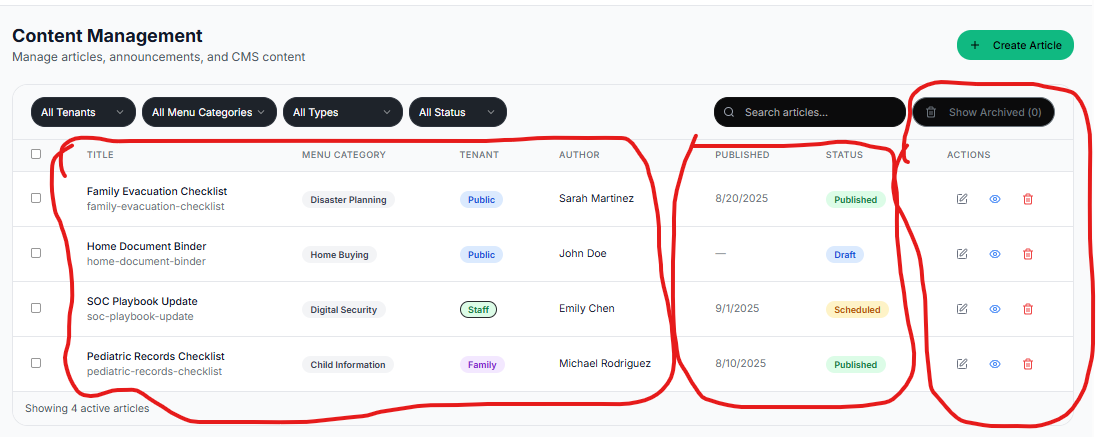 Content Management
Manage articles, announcements, and CMS content
+ Create Article
All Tenants All Menu Categories All Types All Status Search articles... Show Archived (0)
TITLE MENU CATEGORY TENANT AUTHOR PUBLISHED STATUS ACTIONS
Family Evacuation Checklist
family-evacuation-checklist
Disaster Planning Public Sarah Martinez 8/20/2025 Published
Home Document Binder
home-document-binder
Home Buying Public John Doe — Draft
SOC Playbook Update
soc-playbook-update
Digital Security Staff Emily Chen 9/1/2025 Scheduled
Pediatric Records Checklist
pediatric-records-checklist
Child Information Family Michael Rodriguez 8/10/2025 Published
Showing 4 active articles